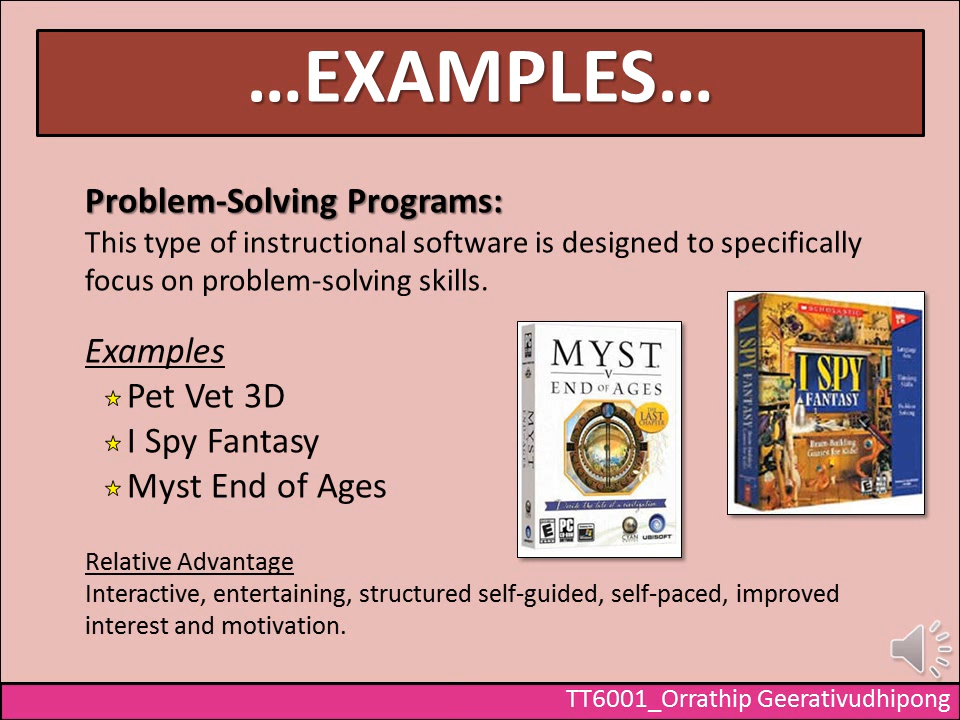 …EXAMPLES…
Problem-Solving Programs:
This type of instructional software is designed to specifically
focus on problem-solving skills.
Examples
Pet Vet 3D
I Spy Fantasy
Myst End of Ages
MYST
V
END OF AGES
THE
LAST
CHAPTER
MYST
E
PC
CYAN
UBISOFT
SCHOLASTIC
I SPY
FANTASY
Brain-Building
Games for Kids!
I SPY
FANTASY
Language
Arts
Thinking
Skills
Problem
Solving
E
Relative Advantage
Interactive, entertaining, structured self-guided, self-paced, improved
interest and motivation.
TT6001_Orrathip Geerativudhipong